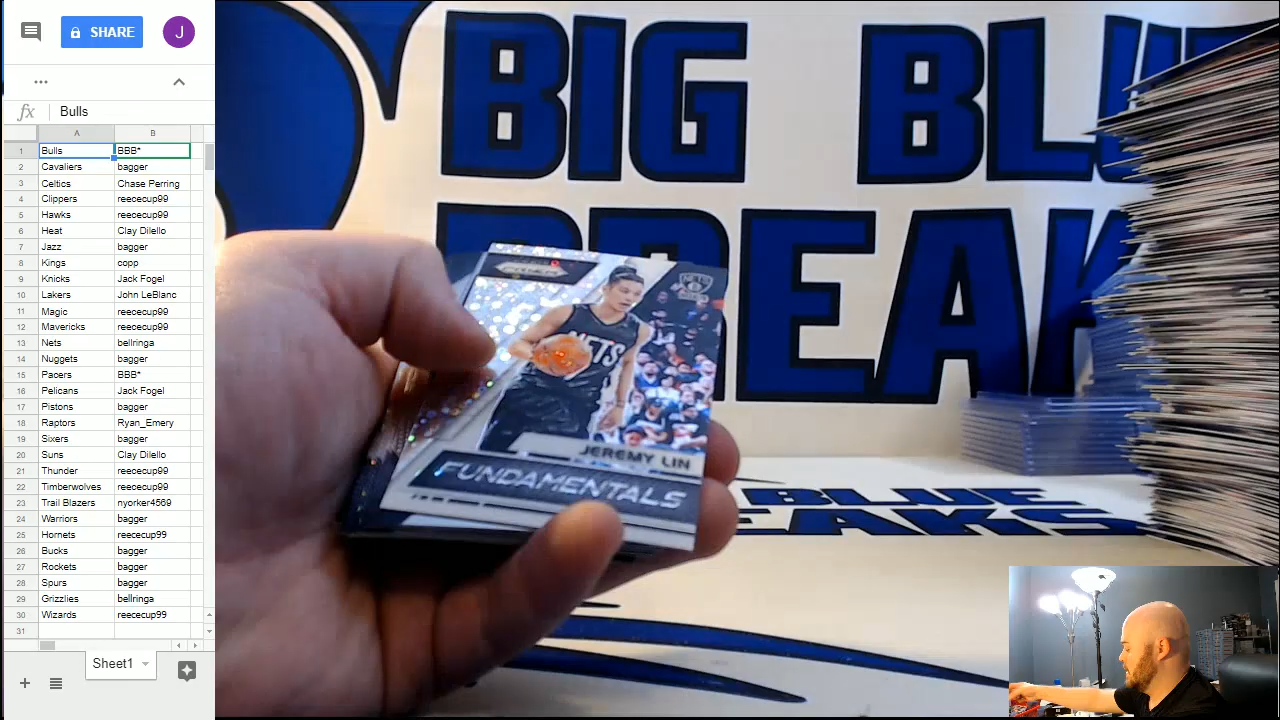 SHARE
J
...
fx Bulls
A B
1 Bulls BBB*
2 Cavaliers bagger
3 Celtics Chase Perring
4 Clippers reececup99
5 Hawks reececup99
6 Heat Clay Dilello
7 Jazz bagger
8 Kings copp
9 Knicks Jack Fogel
10 Lakers John LeBlanc
11 Magic reececup99
12 Mavericks reececup99
13 Nets bellringa
14 Nuggets bagger
15 Pacers BBB*
16 Pelicans Jack Fogel
17 Pistons bagger
18 Raptors Ryan_Emery
19 Sixers bagger
20 Suns Clay Dilello
21 Thunder reececup99
22 Timberwolves reececup99
23 Trail Blazers nyorker4569
24 Warriors bagger
25 Hornets reececup99
26 Bucks bagger
27 Rockets bagger
28 Spurs bagger
29 Grizzlies bellringa
30 Wizards reececup99
31
Sheet1
BIG BLUE
BREAKS
NETS
NETS
JEREMY LIN
FUNDAMENTALS
BLUE
EAKS